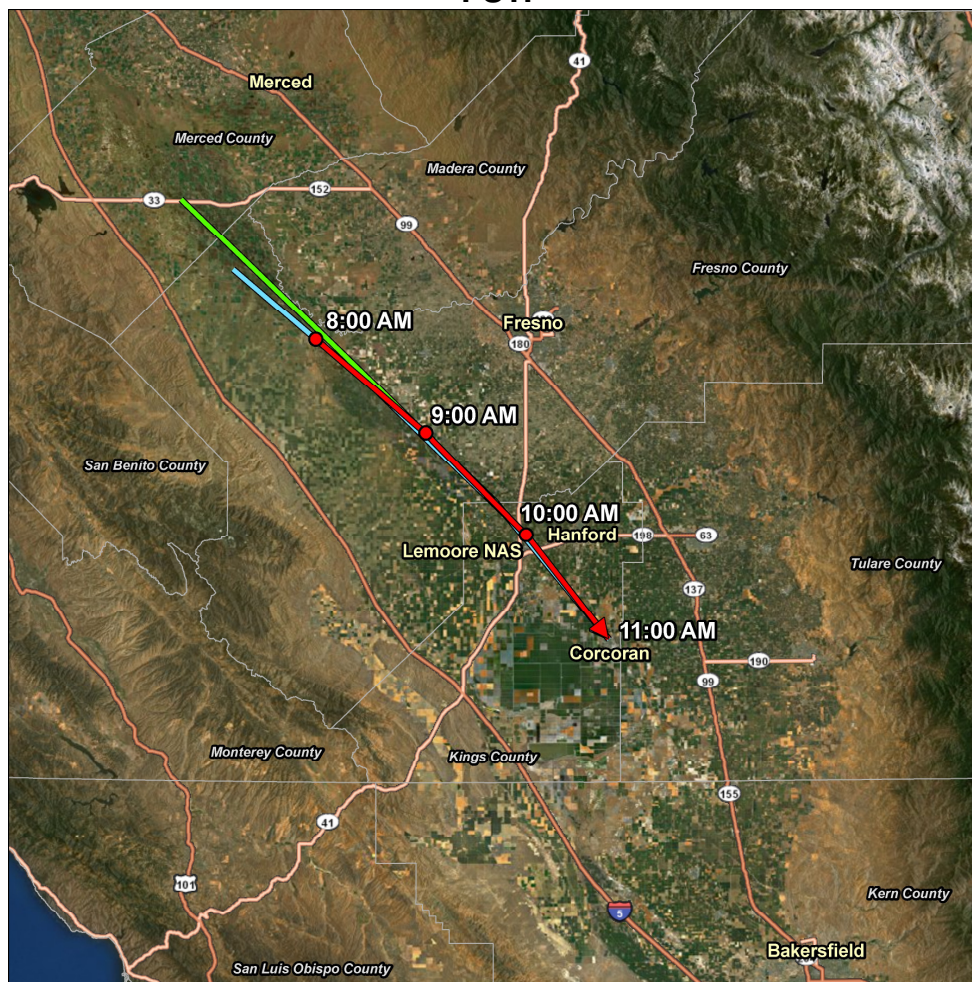 41
Merced
Merced County
Madera County
152
33
99
Fresno County
8:00 AM
Fresno
180
9:00 AM
San Benito County
10:00 AM
Hanford
198
63
Lemoore NAS
Tulare County
137
11:00 AM
Corcoran
190
99
Monterey County
Kings County
155
41
101
Kern County
5
Bakersfield
San Luis Obispo County